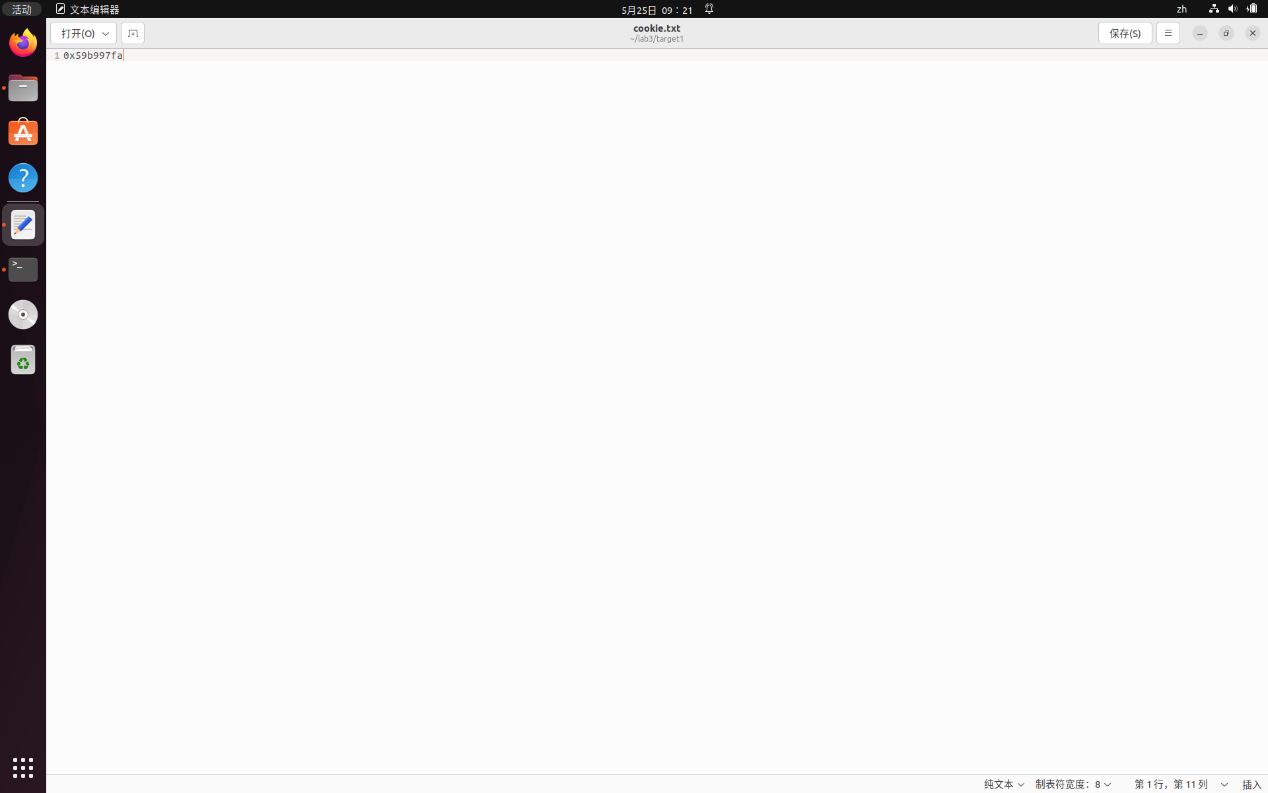 活动
文本编辑器
5月25日 09：21
zh
打开(O)
cookie.txt
~/lab3/target1
保存(S)
1 0x59b997fa
纯文本
制表符宽度：8
第 1 行，第 11 列
插入